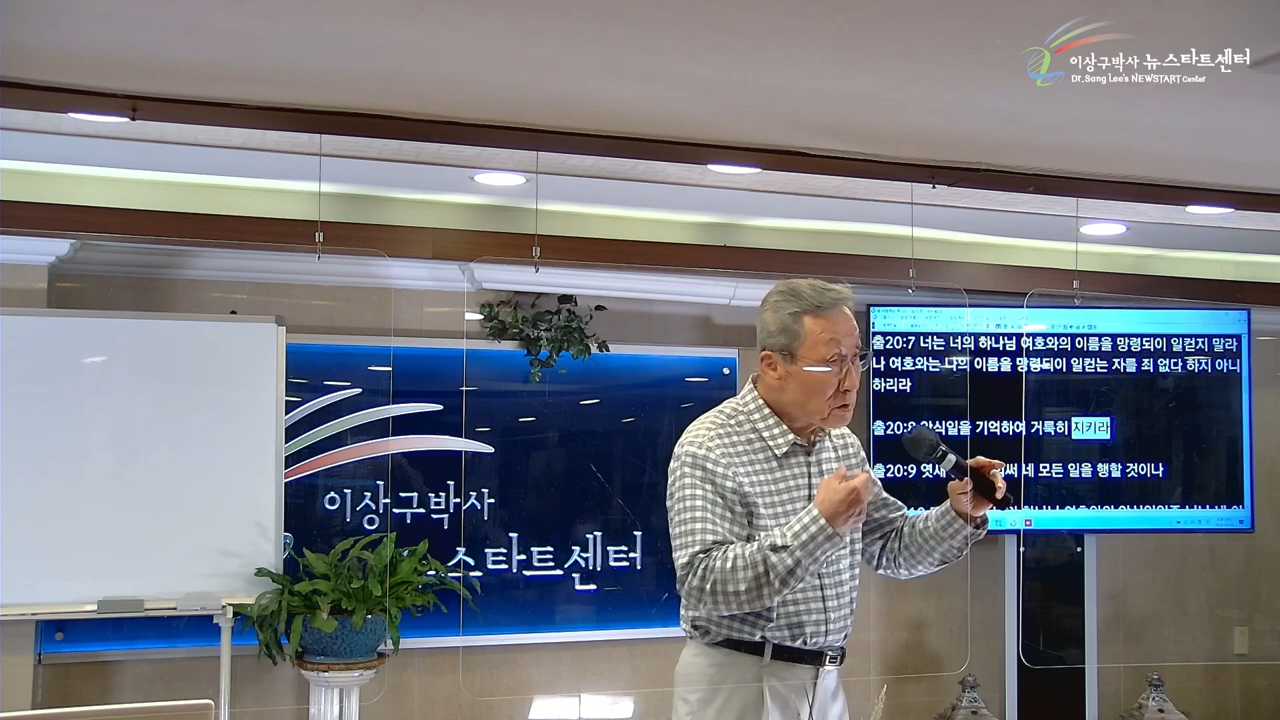 이상구박사 뉴스타트센터
Dr. Sang Lee's NEWSTART Center
이상구박사
스타트센터
출20:7 너는 너의 하나님 여호와의 이름을 망령되이 일컫지 말라
나 여호와는 나의 이름을 망령되이 일컫는 자를 죄 없다 하지 아니
하리라
출20:8 안식일을 기억하여 거룩히 지키라
출20:9 엿새 네 모든 일을 행할 것이나